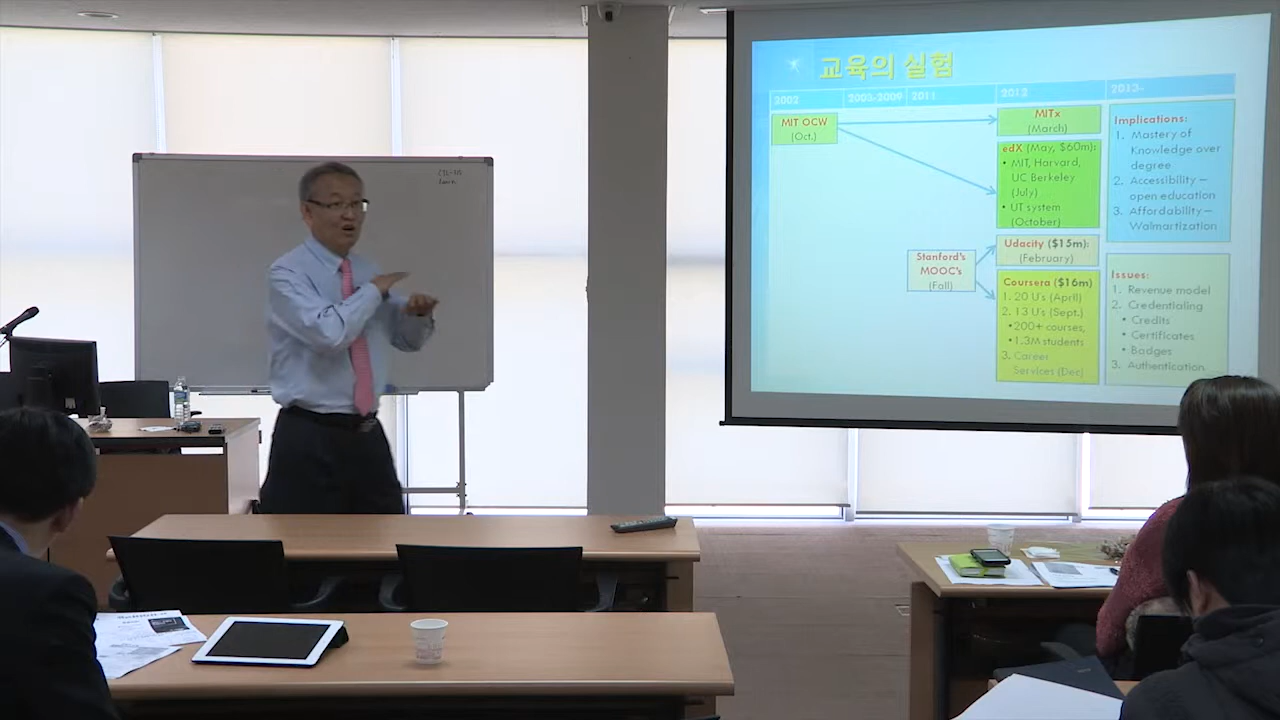 교육의 실험
2002
2003-2009
2011
2012
2013-
MIT OCW
(Oct.)
MITx
(March)
edX (May, $60m):
• MIT, Harvard,
UC Berkeley
(July)
• UT system
(October)
Stanford's
MOOC's
(Fall)
Udacity ($15m):
(February)
Coursera ($16m)
1. 20 U's (April)
2. 13 U's (Sept.)
•200+ courses,
•1.3M students
3. Career
Services (Dec)
Implications:
1. Mastery of
Knowledge over
degree
2. Accessibility –
open education
3. Affordability –
Walmartization
Issues:
1. Revenue model
2. Credentialing
• Credits
• Certificates
• Badges
3. Authentication